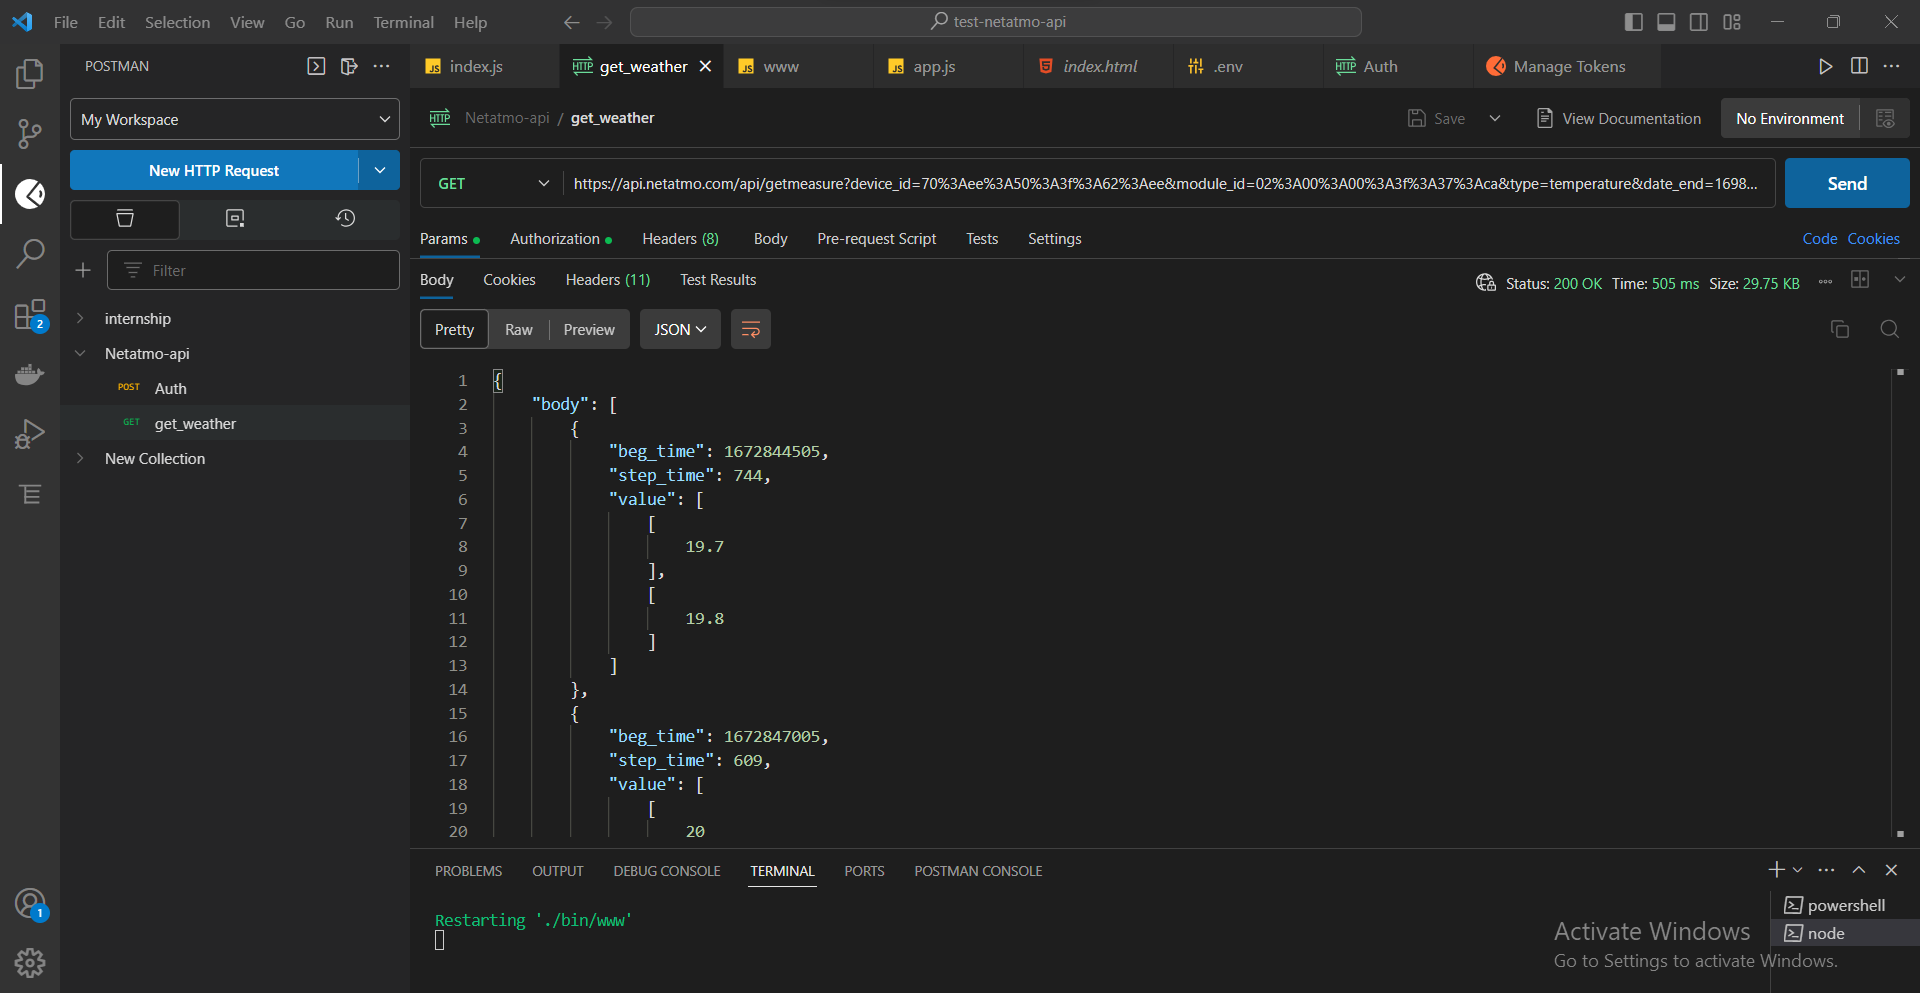 File Edit Selection View Go Run Terminal Help
test-netatmo-api
POSTMAN
index.js
get_weather
www
app.js
index.html
.env
Auth
Manage Tokens
My Workspace
Netatmo-api / get_weather
Save
View Documentation
No Environment
New HTTP Request
GET
https://api.netatmo.com/api/getmeasure?device_id=70%3Aee%3A50%3A3f%3A62%3Aee&module_id=02%3A00%3A00%3A3f%3A37%3Aca&type=temperature&date_end=1698...
Send
Params Authorization Headers (8) Body Pre-request Script Tests Settings
Code Cookies
Filter
Body Cookies Headers (11) Test Results
Status: 200 OK Time: 505 ms Size: 29.75 KB
internship
Netatmo-api
POST Auth
GET get_weather
New Collection
2
1
Pretty Raw Preview JSON
1 {
2 "body": [
3 {
4 "beg_time": 1672844505,
5 "step_time": 744,
6 "value": [
7 [
8 19.7
9 ],
10 [
11 19.8
12 ]
13 ]
14 },
15 {
16 "beg_time": 1672847005,
17 "step_time": 609,
18 "value": [
19 [
20 20
PROBLEMS OUTPUT DEBUG CONSOLE TERMINAL PORTS POSTMAN CONSOLE
Restarting './bin/www'
powershell
node
Activate Windows
Go to Settings to activate Windows.